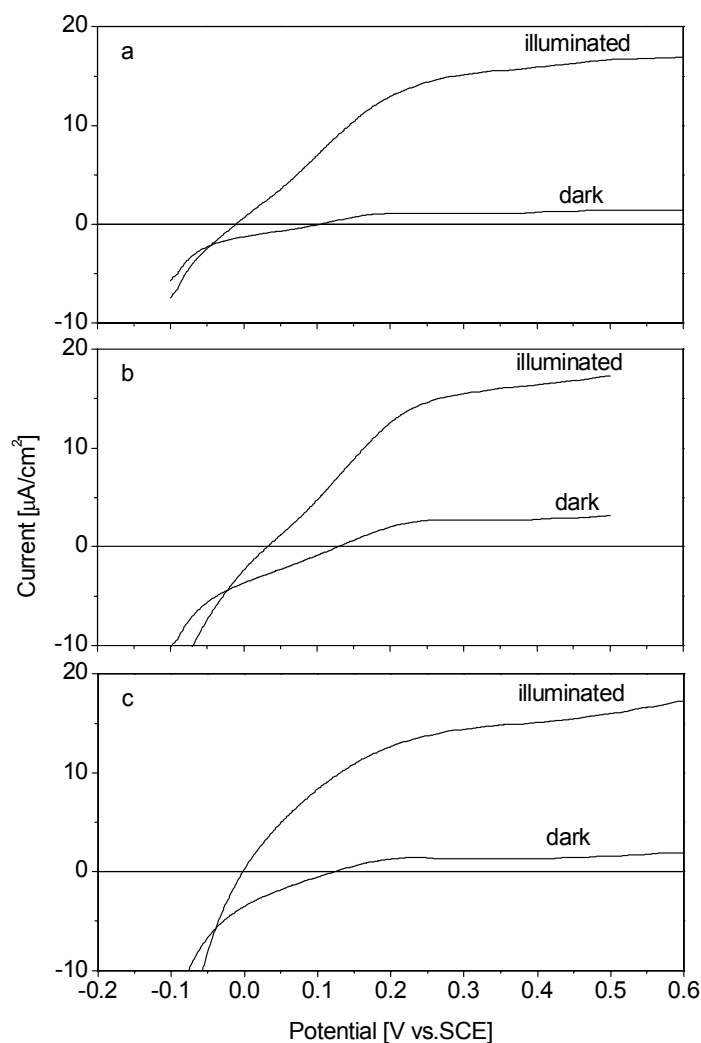 20
a
illuminated
10
dark
0
-10
20
b
illuminated
10
dark
0
-10
Current [µA/cm²]
20
c
illuminated
10
dark
0
-10
-0.2 -0.1 0.0 0.1 0.2 0.3 0.4 0.5 0.6
Potential [V vs.SCE]